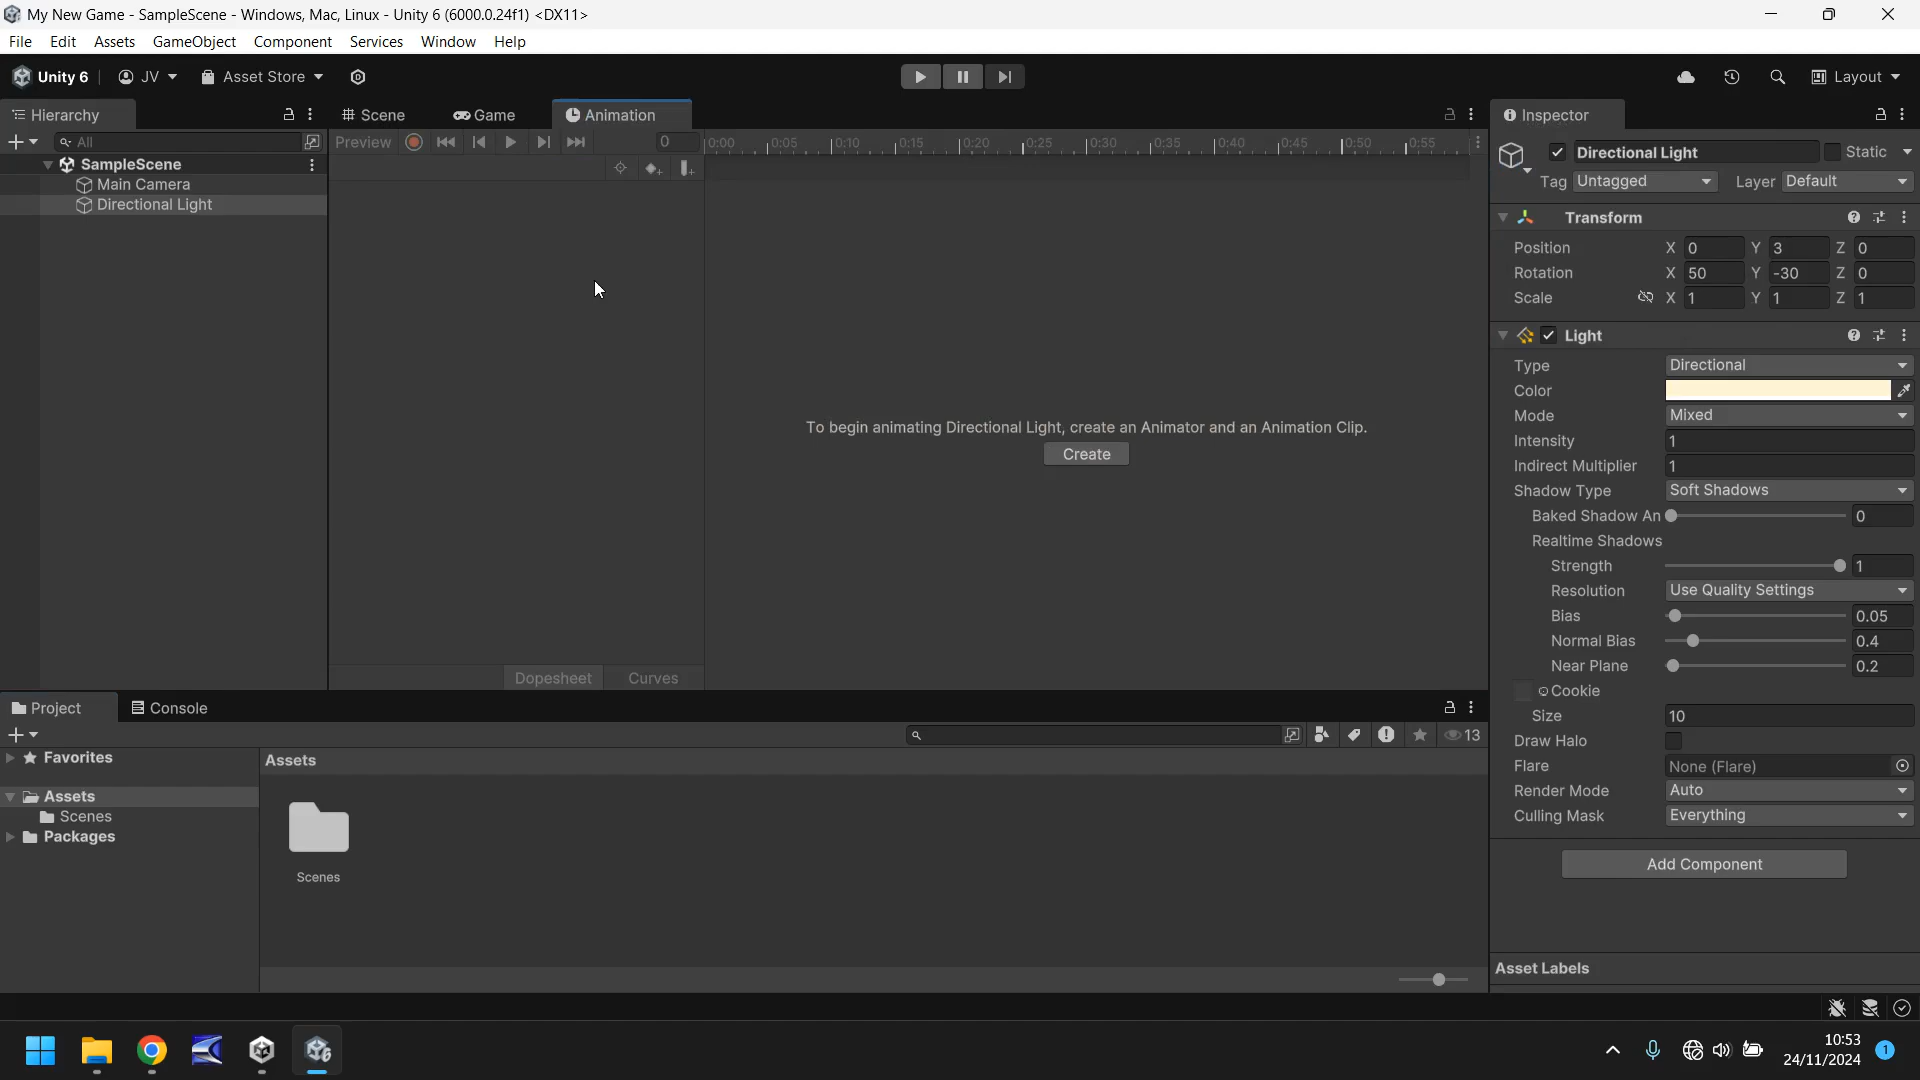 My New Game - SampleScene - Windows, Mac, Linux - Unity 6 (6000.0.24f1) <DX11>
File Edit Assets GameObject Component Services Window Help
Unity 6 JV Asset Store Layout
Hierarchy Scene Game Animation Inspector
All Preview 0 0:00 0:05 0:10 0:15 0:20 0:25 0:30 0:35 0:40 0:45 0:50 0:55
SampleScene
Main Camera
Directional Light
Directional Light Static
Tag Untagged Layer Default
Transform
Position X 0 Y 3 Z 0
Rotation X 50 Y -30 Z 0
Scale X 1 Y 1 Z 1
Light
Type Directional
Color
Mode Mixed
Intensity 1
Indirect Multiplier 1
Shadow Type Soft Shadows
Baked Shadow An 0
Realtime Shadows
Strength 1
Resolution Use Quality Settings
Bias 0.05
Normal Bias 0.4
Near Plane 0.2
Cookie
Size 10
Draw Halo
Flare None (Flare)
Render Mode Auto
Culling Mask Everything
Add Component
Asset Labels
To begin animating Directional Light, create an Animator and an Animation Clip.
Create
Dopesheet Curves
Project Console
13
Favorites
Assets
Scenes
Packages
Assets
Scenes
10:53
24/11/2024
1